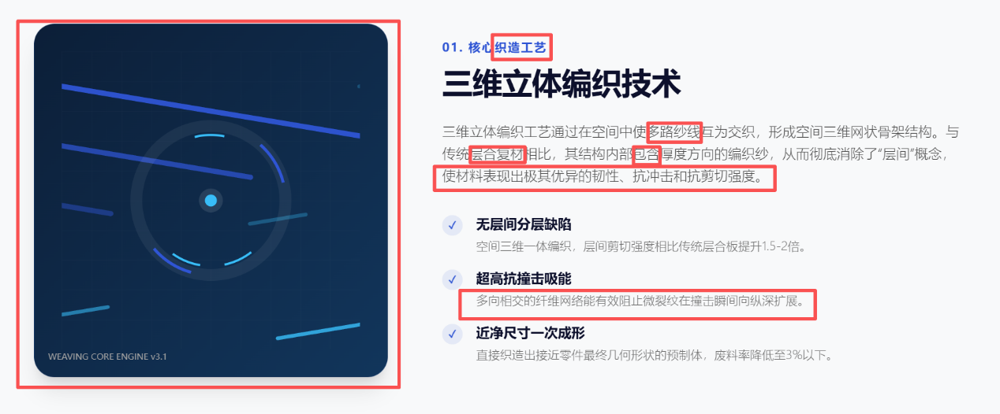 01. 核心织造工艺
三维立体编织技术
三维立体编织工艺通过在空间中使多路纱线互为交织，形成空间三维网状骨架结构。与
传统层合复材相比，其结构内部包含厚度方向的编织纱，从而彻底消除了“层间”概念，
使材料表现出极其优异的韧性、抗冲击和抗剪切强度。
✓ 无层间分层缺陷
空间三维一体编织，层间剪切强度相比传统层合板提升1.5-2倍。
✓ 超高抗撞击吸能
多向相交的纤维网络能有效阻止微裂纹在撞击瞬间向纵深扩展。
✓ 近净尺寸一次成形
直接织造出接近零件最终几何形状的预制体，废料率降低至3%以下。
WEAVING CORE ENGINE v3.1